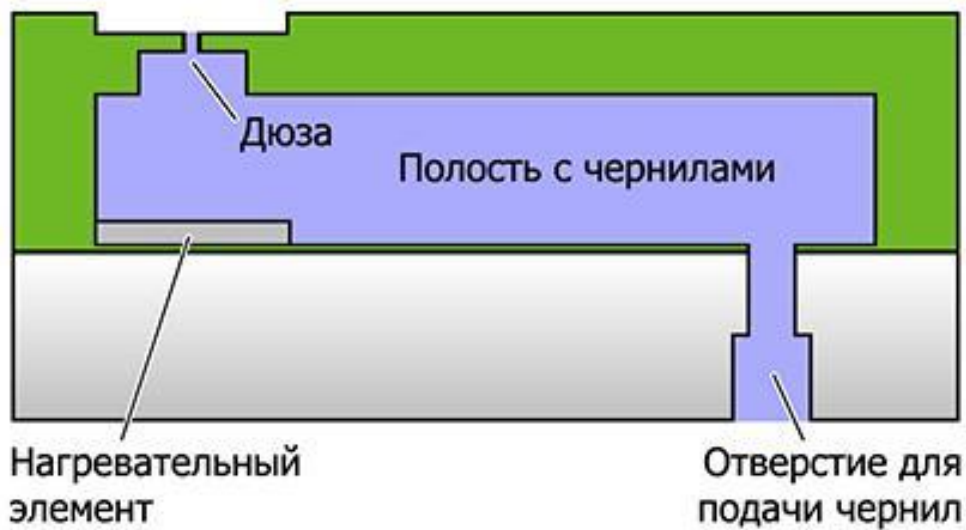 Дюза
Полость с чернилами
Нагревательный
элемент
Отверстие для
подачи чернил